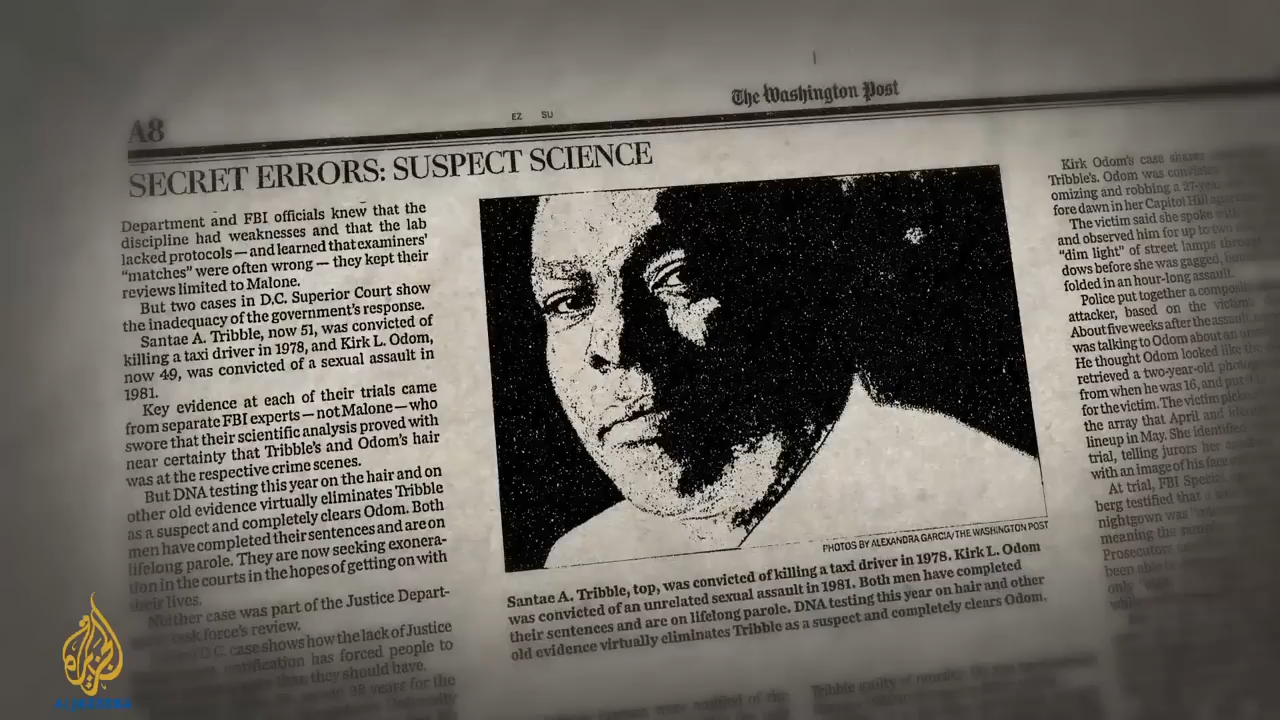 The Washington Post
A8
EZ SU
SECRET ERRORS: SUSPECT SCIENCE
Department and FBI officials knew that the
discipline had weaknesses and that the lab
lacked protocols — and learned that examiners'
“matches” were often wrong — they kept their
reviews limited to Malone.
But two cases in D.C. Superior Court show
the inadequacy of the government's response.
Santae A. Tribble, now 51, was convicted of
killing a taxi driver in 1978, and Kirk L. Odom,
now 49, was convicted of a sexual assault in
1981.
Key evidence at each of their trials came
from separate FBI experts — not Malone — who
swore that their scientific analysis proved with
near certainty that Tribble's and Odom's hair
was at the respective crime scenes.
But DNA testing this year on the hair and on
other old evidence virtually eliminates Tribble
as a suspect and completely clears Odom. Both
men have completed their sentences and are on
lifelong parole. They are now seeking exonera-
tion in the courts in the hopes of getting on with
their lives.
Neither case was part of the Justice Depart-
task force's review.
D.C. case shows how the lack of Justice
notification has forced people to
than they should have.
28 years for the
PHOTOS BY ALEXANDRA GARCIA/THE WASHINGTON POST
Santae A. Tribble, top, was convicted of killing a taxi driver in 1978. Kirk L. Odom
was convicted of an unrelated sexual assault in 1981. Both men have completed
their sentences and are on lifelong parole. DNA testing this year on hair and other
old evidence virtually eliminates Tribble as a suspect and completely clears Odom.
Tribble guilty of
Kirk Odom's case shares
Tribble's. Odom was convicted
omizing and robbing a 27-year
fore dawn in her Capitol Hill
The victim said she spoke with
and observed him for up to two
“dim light” of street lamps through
dows before she was gagged,
folded in an hour-long assault.
Police put together a composite
attacker, based on the victim's
About five weeks after the assault,
was talking to Odom about an
He thought Odom looked like the
retrieved a two-year-old
from when he was 16, and put
for the victim. The victim picked
the array that April and
lineup in May. She identified
trial, telling jurors her
with an image of his face
At trial, FBI Special
berg testified that a
nightgown was
meaning the
Prosecutors
been able
only
while
ALJAZEERA